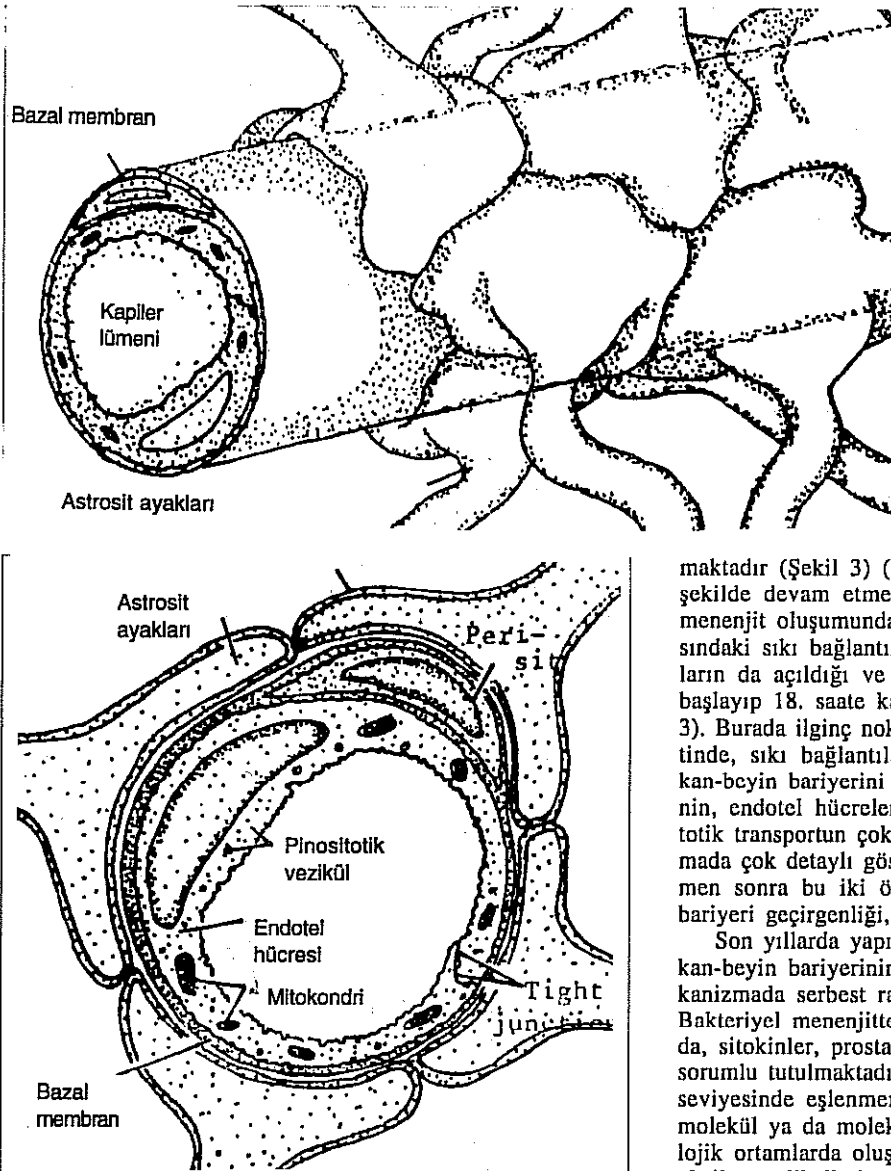 Bazal membran
Kapiler
lümeni
Astrosit ayakları
Astrosit
ayakları
Peri-
sit
Pinositotik
vezikül
Endotel
hücresi
Mitokondri
Tight
Bazal
membran
maktadır (Şekil 3) (
şekilde devam etme
menenjit oluşumunda
sındaki sıkı bağlantı
ların da açıldığı ve
başlayıp 18. saate ka
3). Burada ilginç nok
tinde, sıkı bağlantıl
kan-beyin bariyerini
nin, endotel hücrele
totik transportun çok
mada çok detaylı gös
men sonra bu iki ö
bariyeri geçirgenliği,
Son yıllarda yapı
kan-beyin bariyerinin
kanizmada serbest ra
Bakteriyel menenjitte
da, sitokinler, prosta
sorumlu tutulmaktadı
seviyesinde eşlenmer
molekül ya da molek
lojik ortamlarda oluş